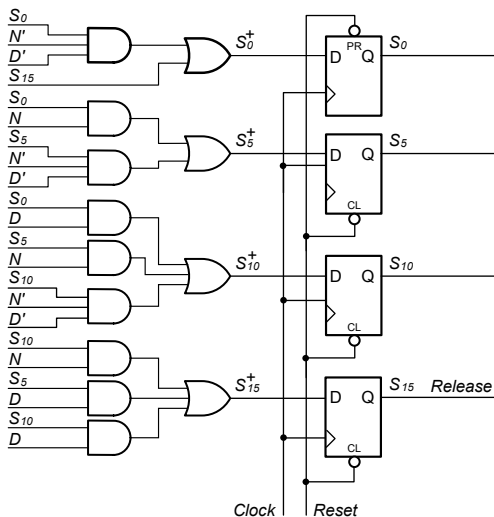 S0
N'
D'
S15
S0+
PR
D Q
S0
S0
N
S5
N'
D'
S5+
D Q
CL
S5
S0
D
S5
N
S10
N'
D'
S10+
D Q
CL
S10
S10
N
S5
D
S10
D
S15+
D Q
CL
S15 Release
Clock Reset